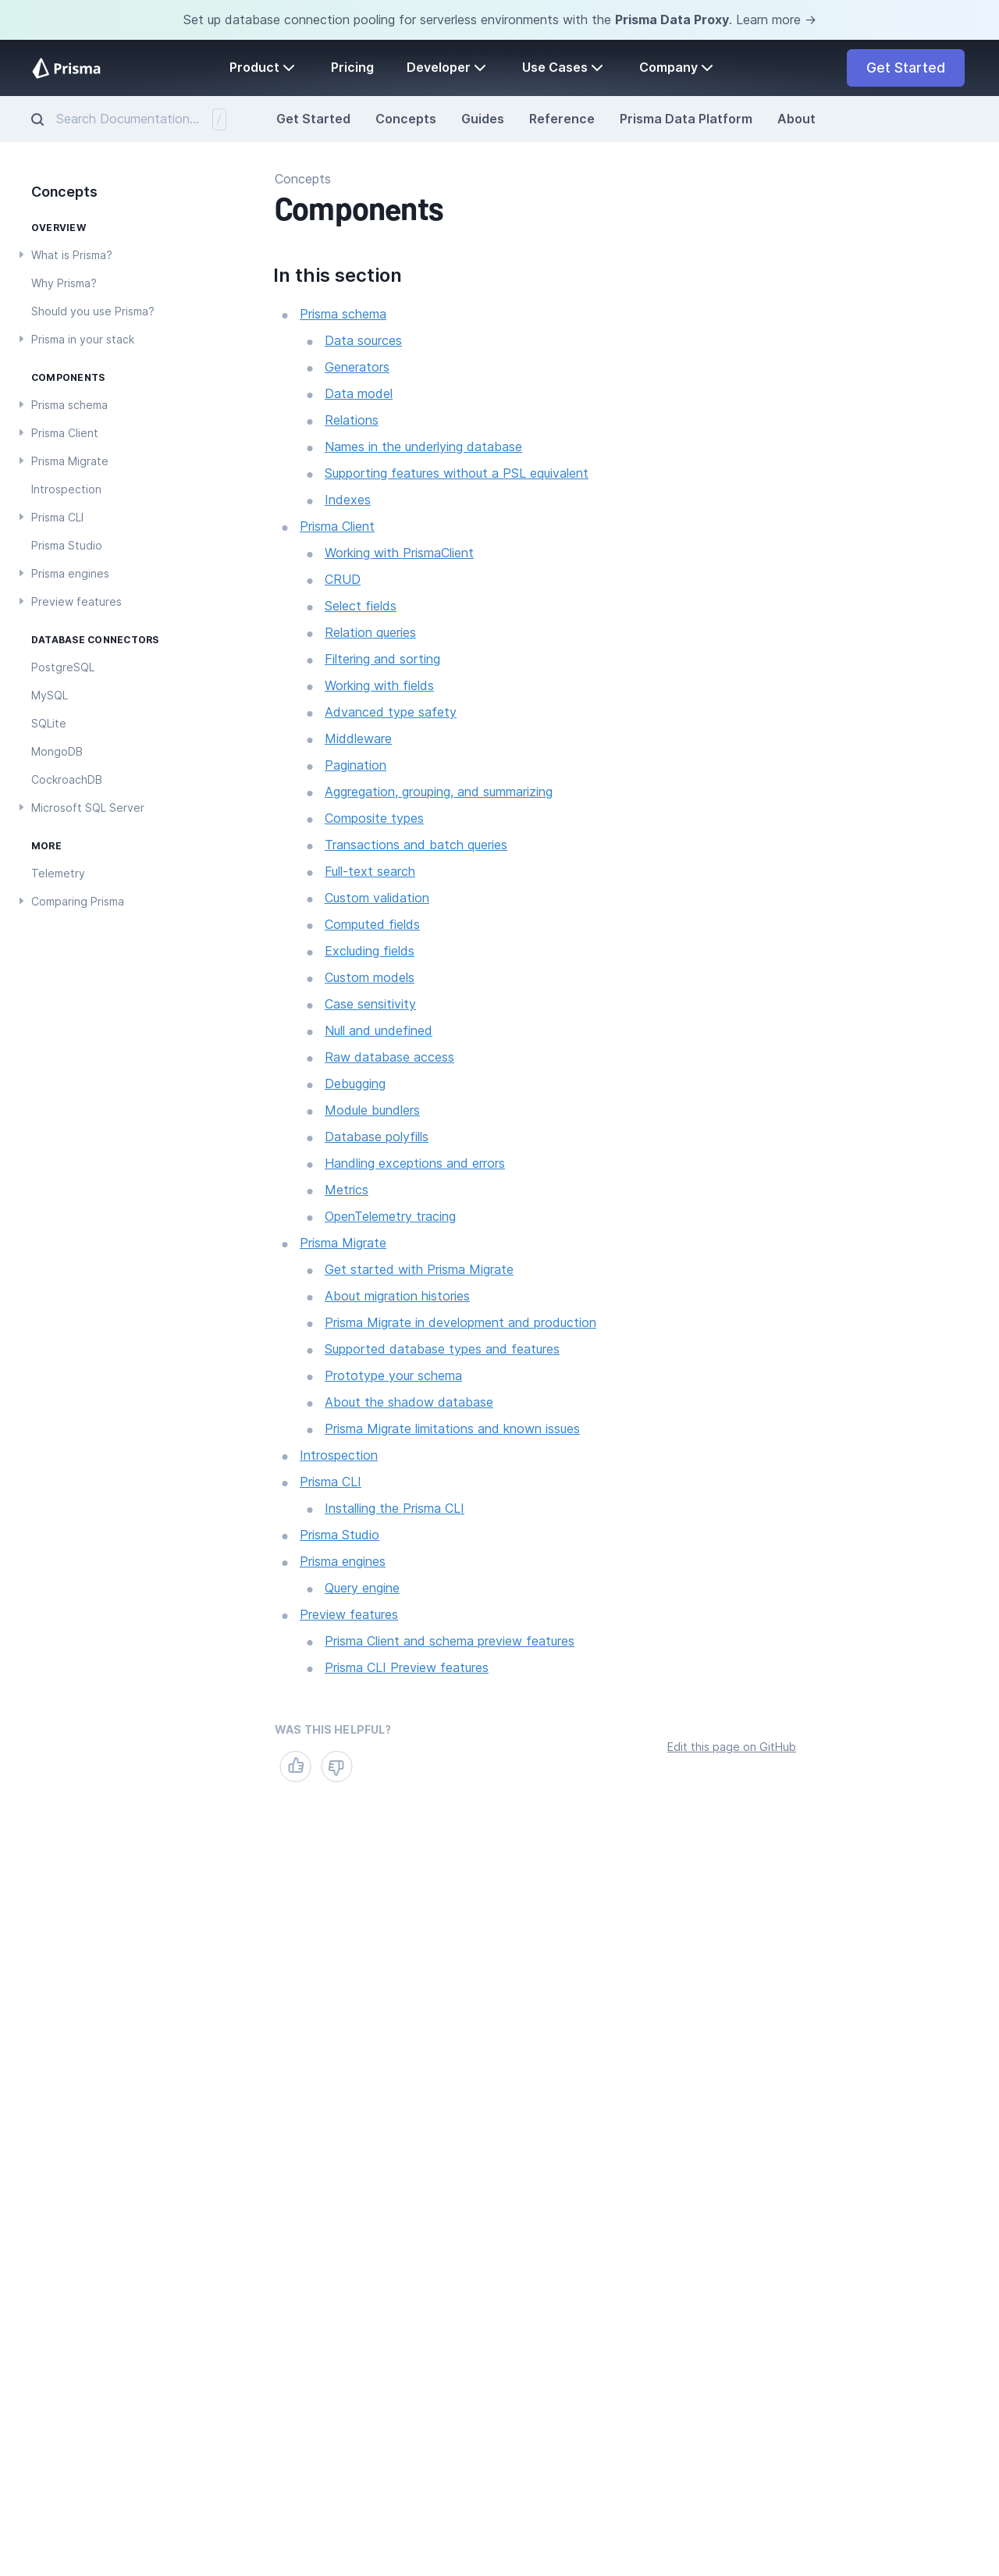 Set up database connection pooling for serverless environments with the Prisma Data Proxy. Learn more →
Prisma
Product
Pricing
Developer
Use Cases
Company
Get Started
Search Documentation... /
Get Started
Concepts
Guides
Reference
Prisma Data Platform
About
Concepts
OVERVIEW
What is Prisma?
Why Prisma?
Should you use Prisma?
Prisma in your stack
COMPONENTS
Prisma schema
Prisma Client
Prisma Migrate
Introspection
Prisma CLI
Prisma Studio
Prisma engines
Preview features
DATABASE CONNECTORS
PostgreSQL
MySQL
SQLite
MongoDB
CockroachDB
Microsoft SQL Server
MORE
Telemetry
Comparing Prisma
Concepts
Components
In this section
Prisma schema
Data sources
Generators
Data model
Relations
Names in the underlying database
Supporting features without a PSL equivalent
Indexes
Prisma Client
Working with PrismaClient
CRUD
Select fields
Relation queries
Filtering and sorting
Working with fields
Advanced type safety
Middleware
Pagination
Aggregation, grouping, and summarizing
Composite types
Transactions and batch queries
Full-text search
Custom validation
Computed fields
Excluding fields
Custom models
Case sensitivity
Null and undefined
Raw database access
Debugging
Module bundlers
Database polyfills
Handling exceptions and errors
Metrics
OpenTelemetry tracing
Prisma Migrate
Get started with Prisma Migrate
About migration histories
Prisma Migrate in development and production
Supported database types and features
Prototype your schema
About the shadow database
Prisma Migrate limitations and known issues
Introspection
Prisma CLI
Installing the Prisma CLI
Prisma Studio
Prisma engines
Query engine
Preview features
Prisma Client and schema preview features
Prisma CLI Preview features
WAS THIS HELPFUL?
Edit this page on GitHub